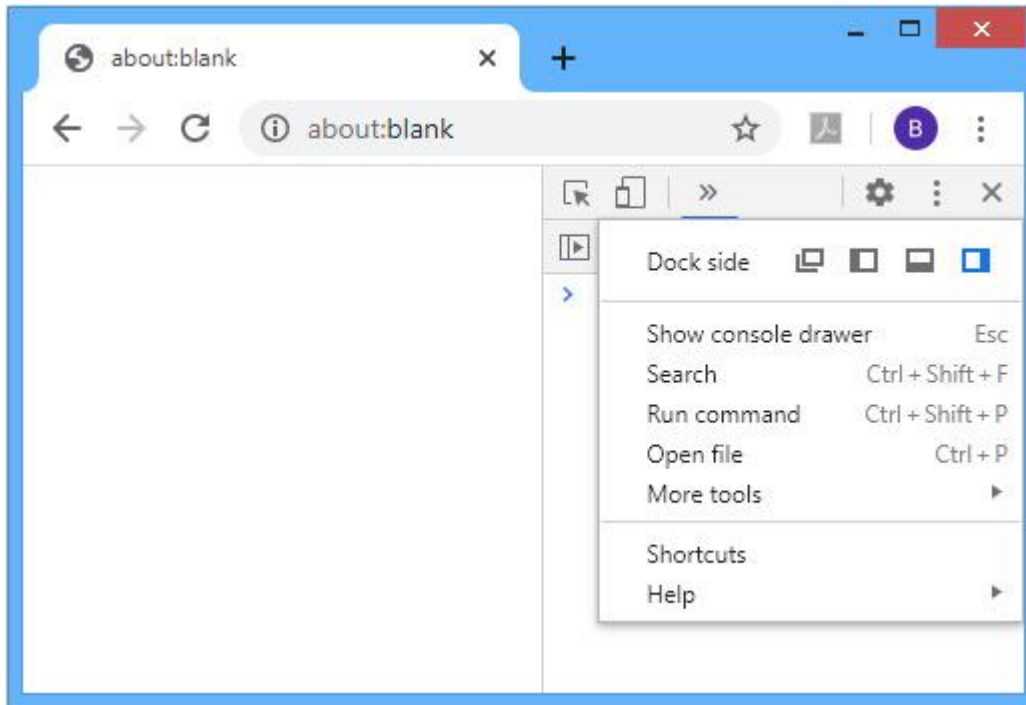 about:blank
about:blank
B
Dock side
Show console drawer Esc
Search Ctrl + Shift + F
Run command Ctrl + Shift + P
Open file Ctrl + P
More tools
Shortcuts
Help